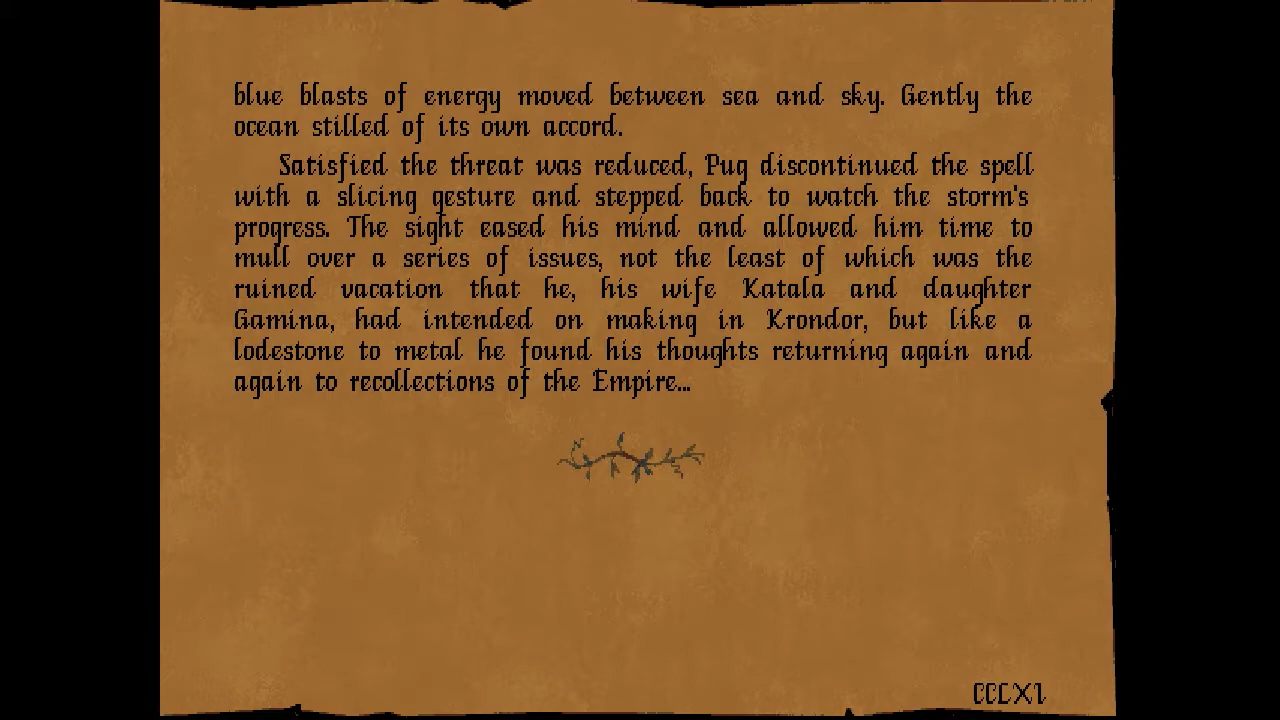 blue blasts of energy moved between sea and sky. Gently the
ocean stilled of its own accord.
Satisfied the threat was reduced, Pug discontinued the spell
with a slicing gesture and stepped back to watch the storm's
progress. The sight eased his mind and allowed him time to
mull over a series of issues, not the least of which was the
ruined vacation that he, his wife Katala and daughter
Gamina, had intended on making in Krondor, but like a
lodestone to metal he found his thoughts returning again and
again to recollections of the Empire...
CCCXI